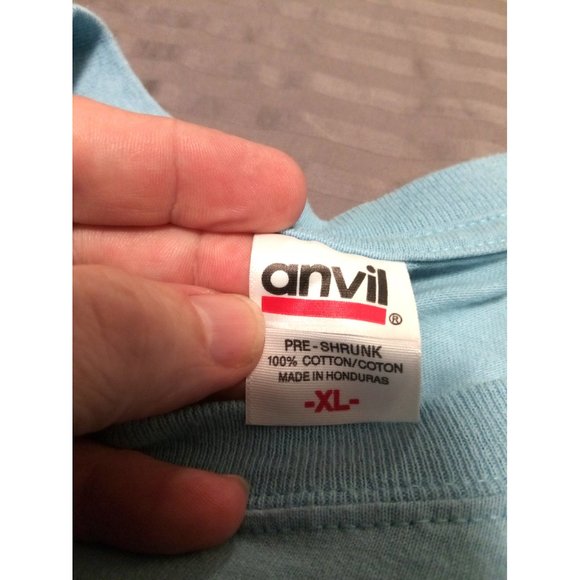 anvil ®
PRE-SHRUNK
100% COTTON/COTON
MADE IN HONDURAS
-XL-